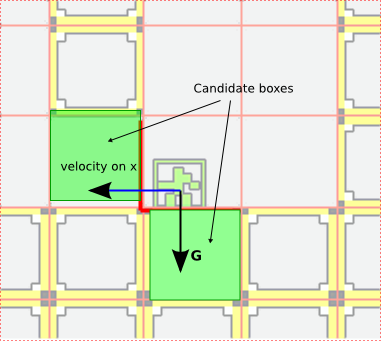 Candidate boxes
velocity on x
G